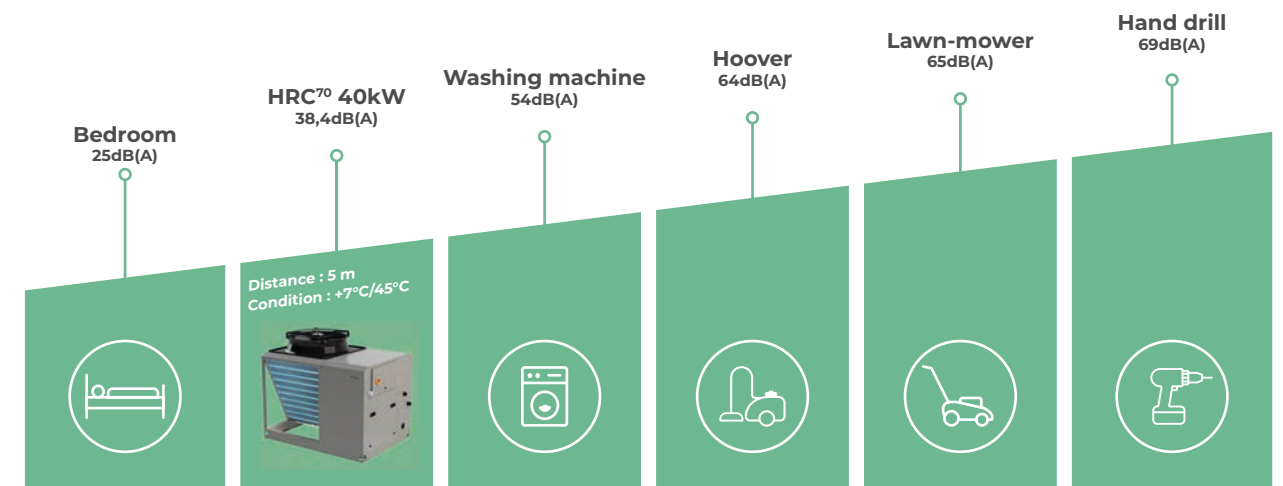 Bedroom
25dB(A)
HRC⁷⁰ 40kW
38,4dB(A)
Distance : 5 m
Condition : +7°C/45°C
Washing machine
54dB(A)
Hoover
64dB(A)
Lawn-mower
65dB(A)
Hand drill
69dB(A)